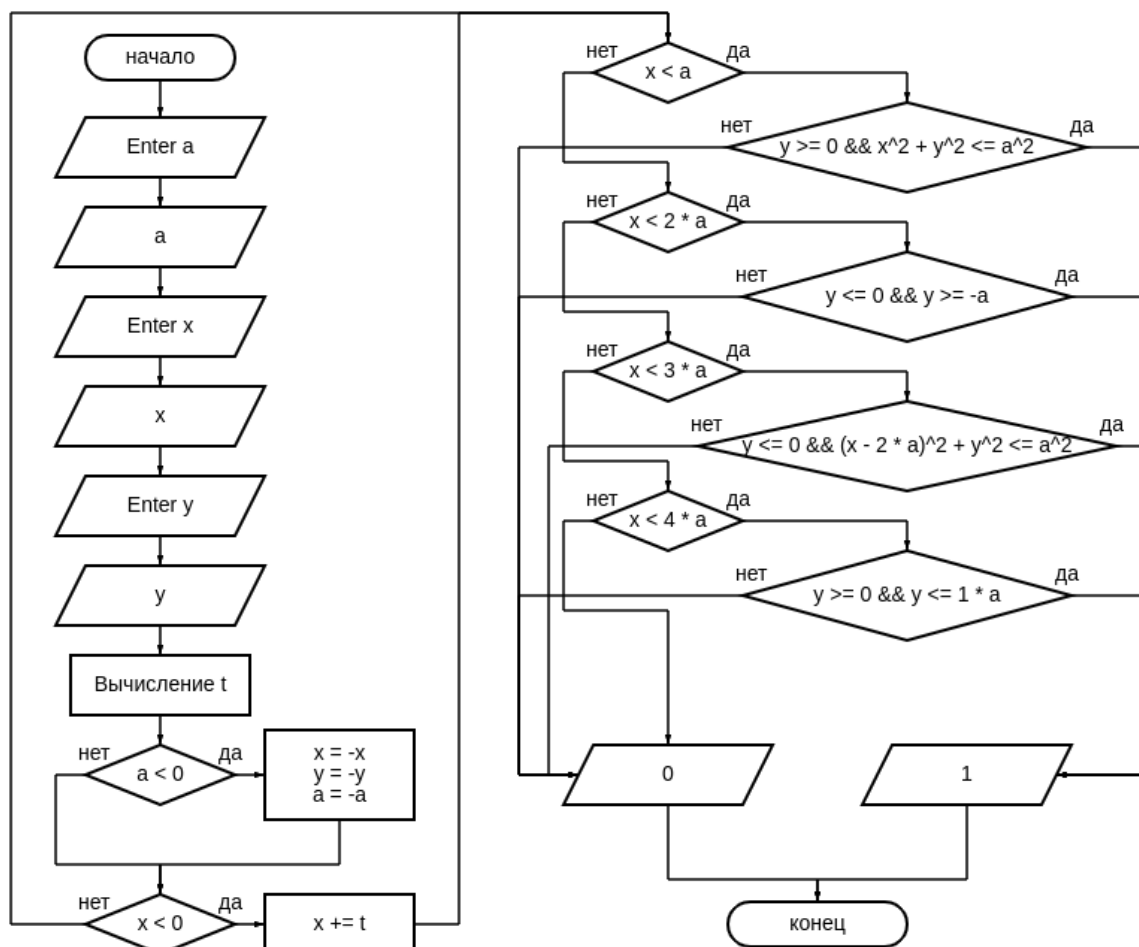 начало
Enter a
a
Enter x
x
Enter y
y
Вычисление t
нет
да
a < 0
x = -x
y = -y
a = -a
нет
да
x < 0
x += t
нет
да
x < a
нет
да
y >= 0 && x^2 + y^2 <= a^2
нет
да
x < 2 * a
нет
да
y <= 0 && y >= -a
нет
да
x < 3 * a
нет
да
y <= 0 && (x - 2 * a)^2 + y^2 <= a^2
нет
да
x < 4 * a
нет
да
y >= 0 && y <= 1 * a
0
1
конец